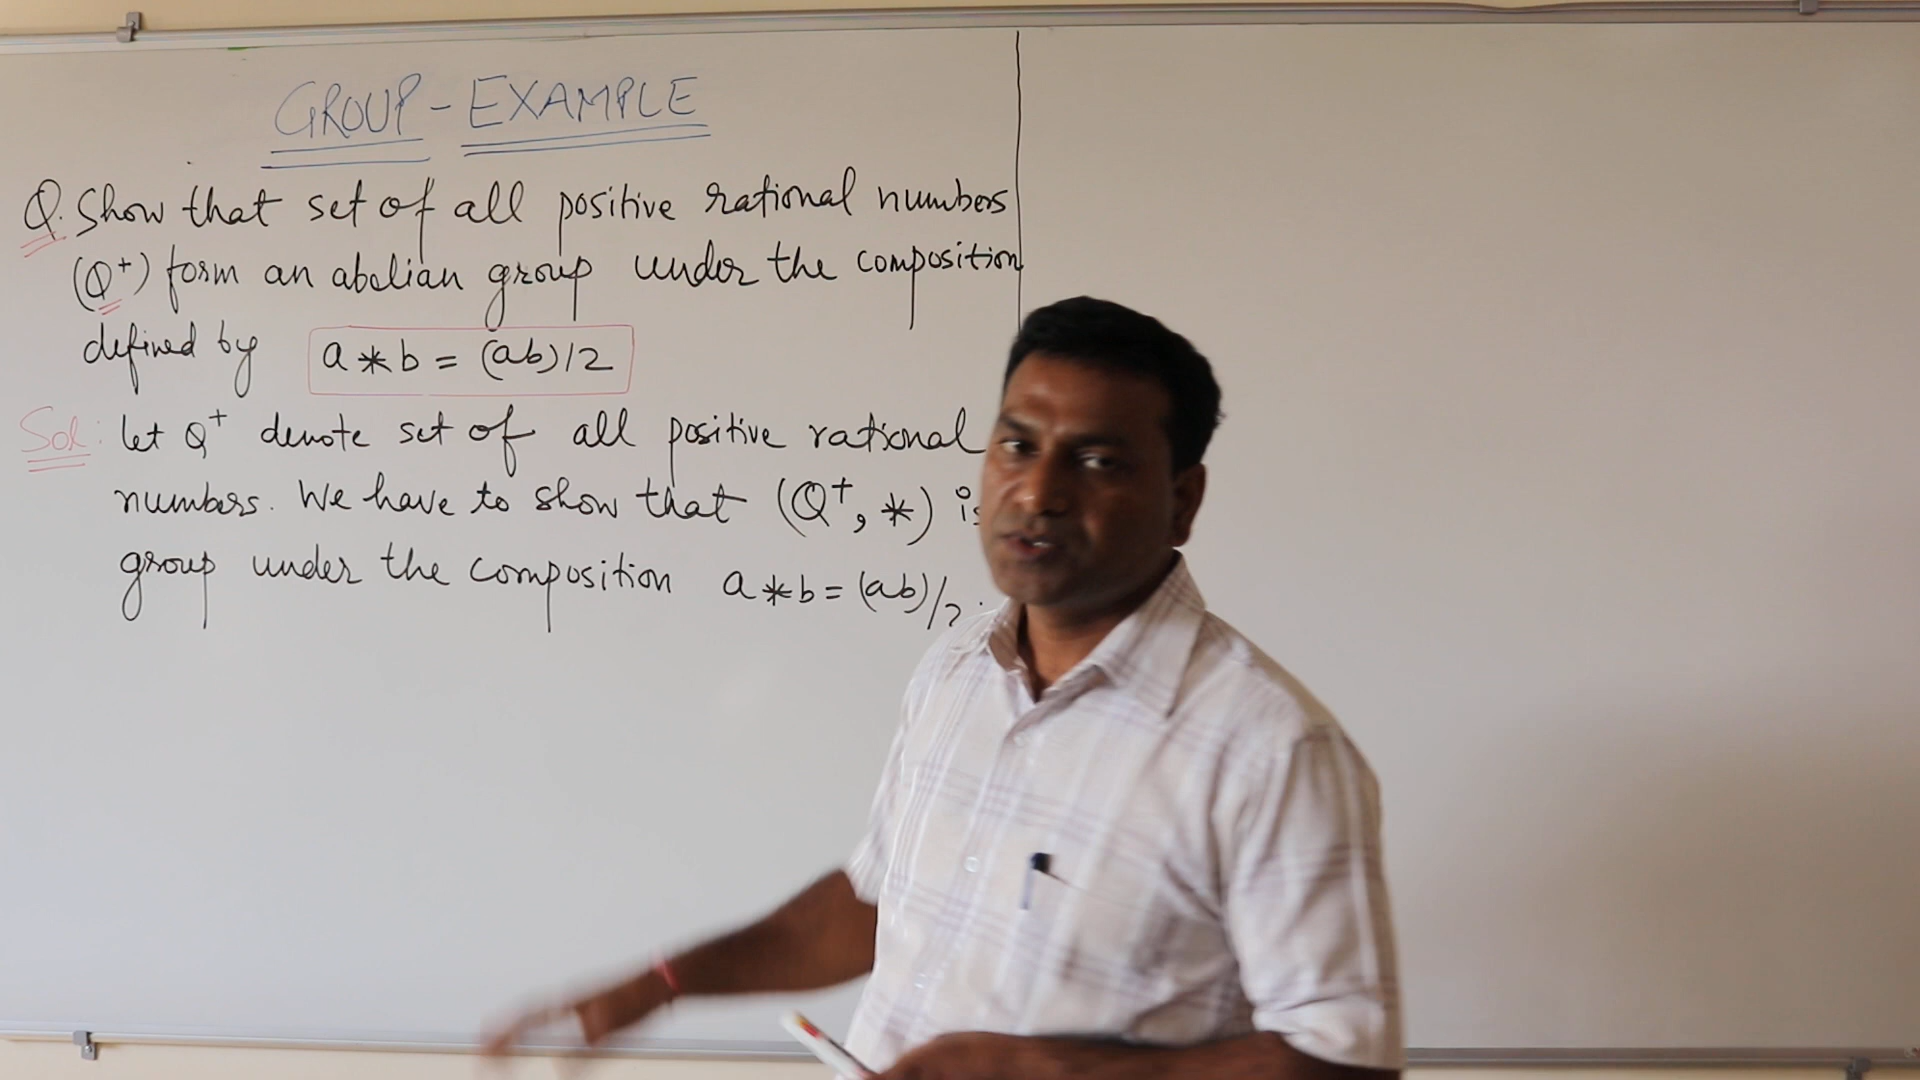 GROUP - EXAMPLE
Q. Show that set of all positive rational numbers
(Q+) form an abelian group under the composition
defined by a * b = (ab)/2
Sol: let Q+ denote set of all positive rational
numbers. We have to show that (Q+, *) is
group under the composition a * b = (ab)/2.